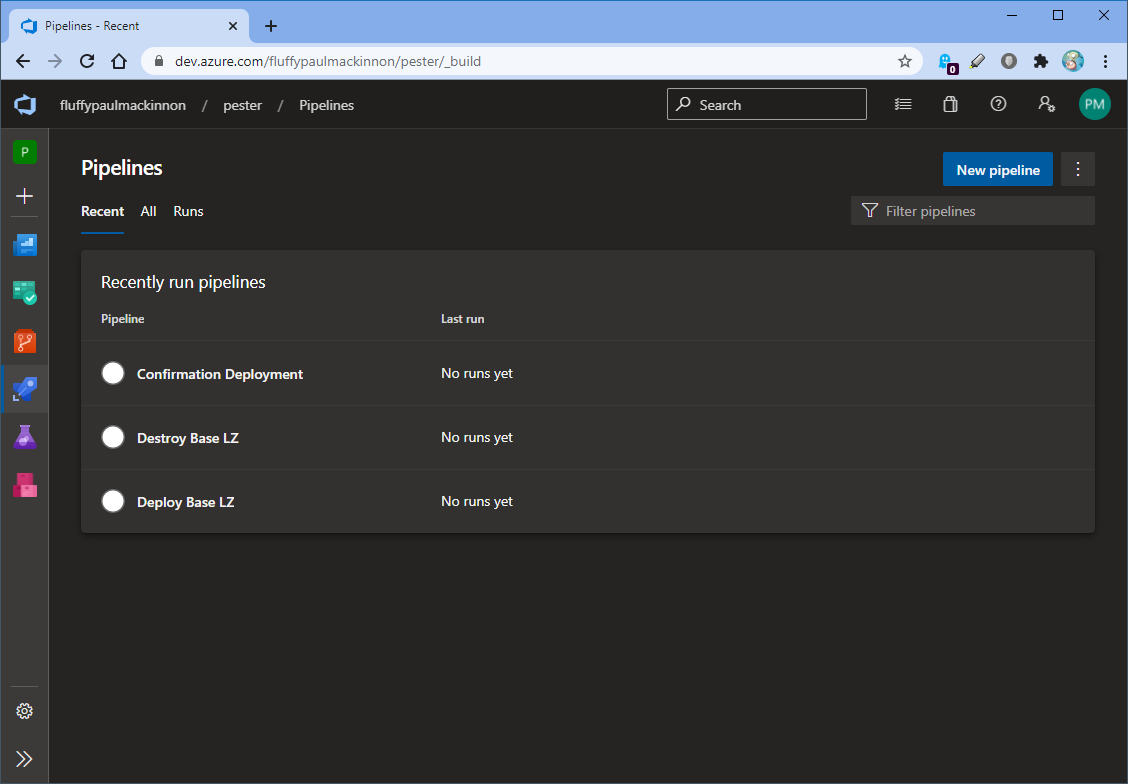 Pipelines - Recent
dev.azure.com/fluffypaulmackinnon/pester/_build
0
fluffypaulmackinnon / pester / Pipelines
Search
PM
P
Pipelines
New pipeline
Recent All Runs
Filter pipelines
Recently run pipelines
Pipeline Last run
Confirmation Deployment No runs yet
Destroy Base LZ No runs yet
Deploy Base LZ No runs yet